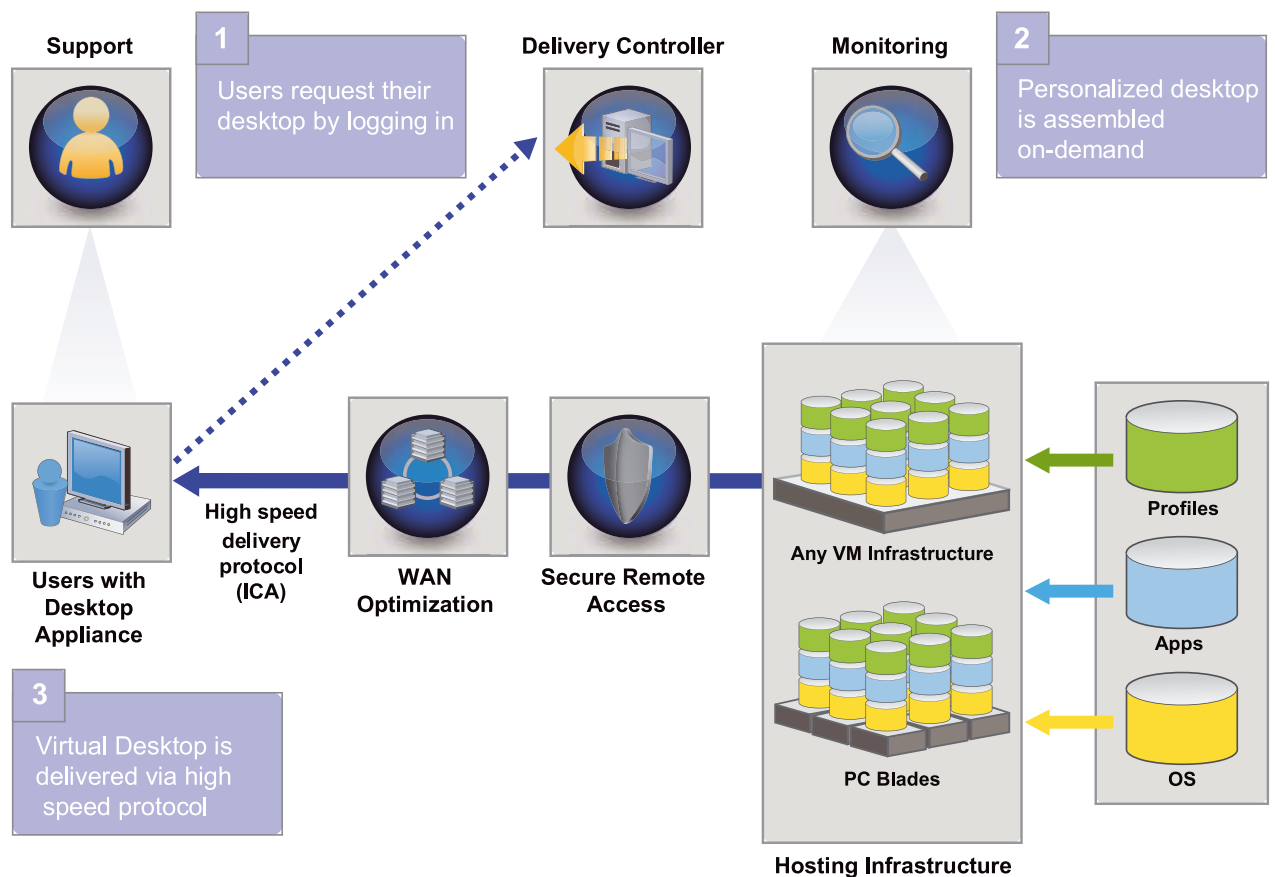 Support
1
Users request their
desktop by logging in
Delivery Controller
Monitoring
2
Personalized desktop
is assembled
on-demand
Users with
Desktop
Appliance
High speed
delivery
protocol
(ICA)
WAN
Optimization
Secure Remote
Access
Any VM Infrastructure
PC Blades
Hosting Infrastructure
Profiles
Apps
OS
3
Virtual Desktop is
delivered via high
speed protocol